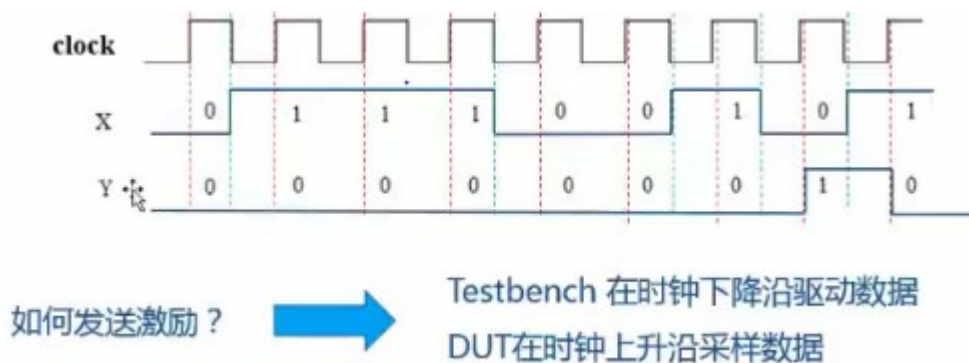 clock
X 0 1 1 1 0 0 1 0 1
Y 0 0 0 0 0 0 0 1 0
如何发送激励？
Testbench 在时钟下降沿驱动数据
DUT在时钟上升沿采样数据